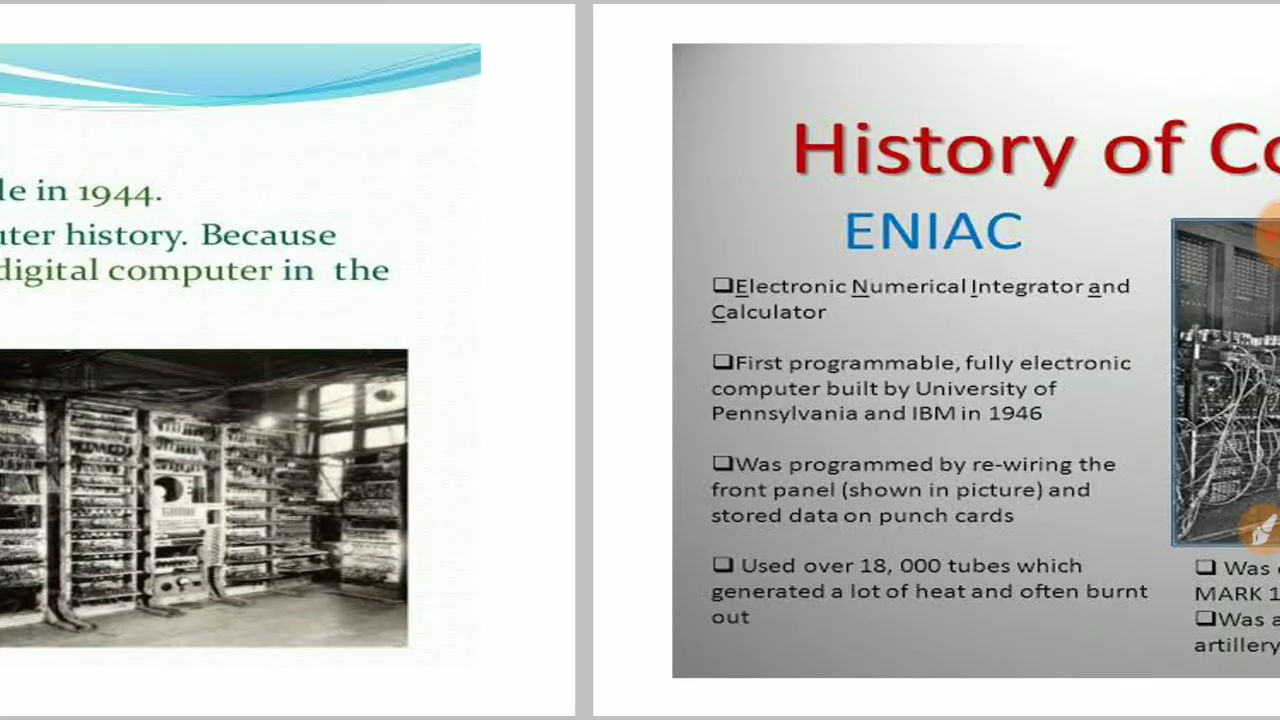 le in 1944.
uter history. Because
digital computer in the
History of Co
ENIAC
❑Electronic Numerical Integrator and
Calculator
❑First programmable, fully electronic
computer built by University of
Pennsylvania and IBM in 1946
❑Was programmed by re-wiring the
front panel (shown in picture) and
stored data on punch cards
❑ Used over 18, 000 tubes which
generated a lot of heat and often burnt
out
❑ Was
MARK 1
❑Was a
artillery